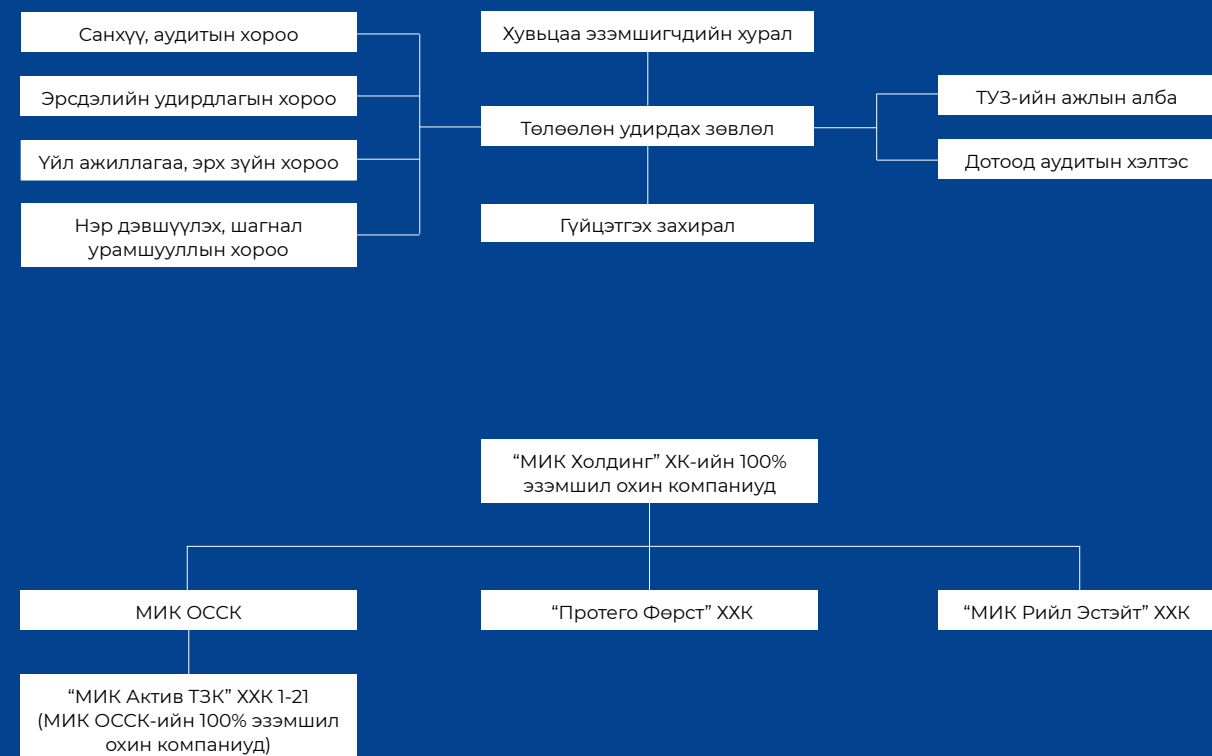 Санхүү, аудитын хороо
Эрсдэлийн удирдлагын хороо
Үйл ажиллагаа, эрх зүйн хороо
Нэр дэвшүүлэх, шагнал
урамшууллын хороо
Хувьцаа эзэмшигчдийн хурал
Төлөөлөн удирдах зөвлөл
Гүйцэтгэх захирал
ТУЗ-ийн ажлын алба
Дотоод аудитын хэлтэс
“МИК Холдинг” ХК-ийн 100%
эзэмшил охин компаниуд
МИК ОССК
“Протего Фөрст” ХХК
“МИК Рийл Эстэйт” ХХК
“МИК Актив ТЗК” ХХК 1-21
(МИК ОССК-ийн 100% эзэмшил
охин компаниуд)